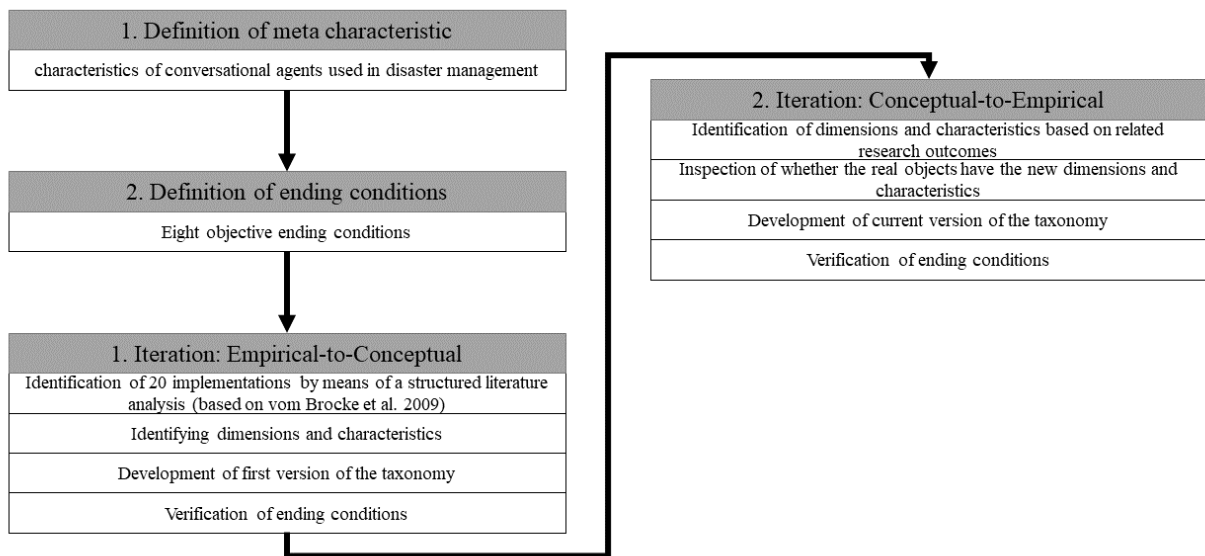 1. Definition of meta characteristic
characteristics of conversational agents used in disaster management
2. Definition of ending conditions
Eight objective ending conditions
1. Iteration: Empirical-to-Conceptual
Identification of 20 implementations by means of a structured literature
analysis (based on vom Brocke et al. 2009)
Identifying dimensions and characteristics
Development of first version of the taxonomy
Verification of ending conditions
2. Iteration: Conceptual-to-Empirical
Identification of dimensions and characteristics based on related
research outcomes
Inspection of whether the real objects have the new dimensions and
characteristics
Development of current version of the taxonomy
Verification of ending conditions